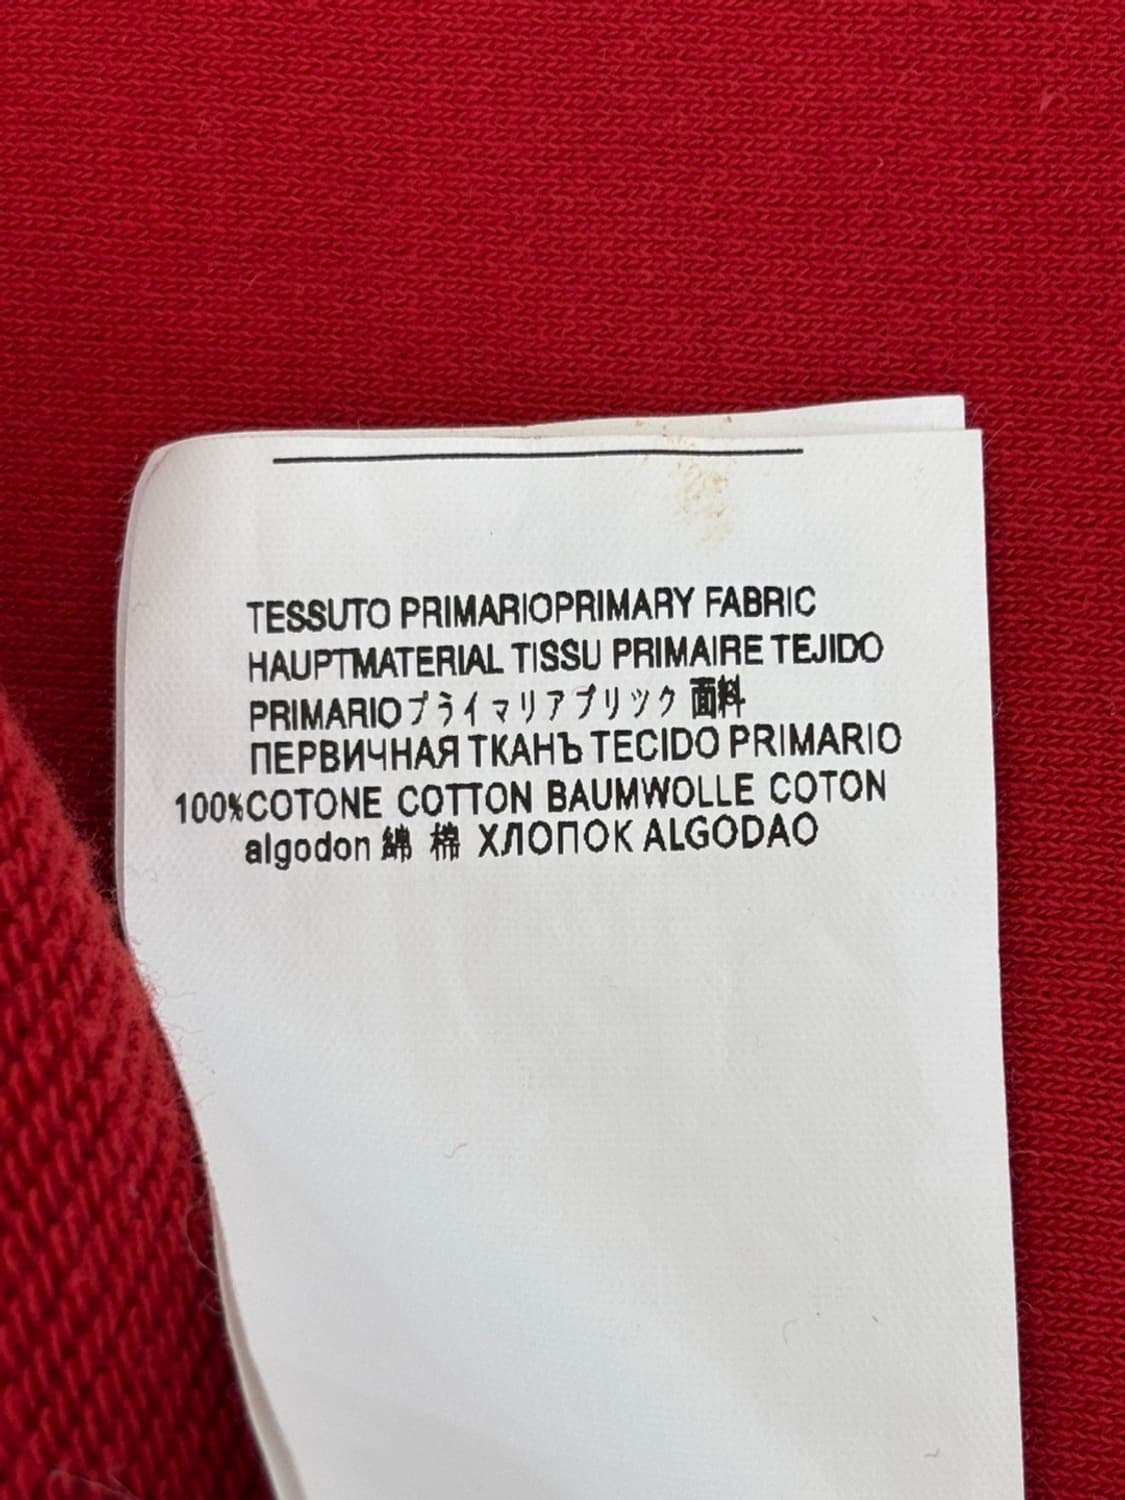 TESSUTO PRIMARIOPRIMARY FABRIC
HAUPTMATERIAL TISSU PRIMAIRE TEJIDO
PRIMARIOプライマリアブリック 面料
ПЕРВИЧНАЯ ТКАНЪ TECIDO PRIMARIO
100%COTONE COTTON BAUMWOLLE COTON
algodon 綿 棉 ХЛОПОК ALGODAO